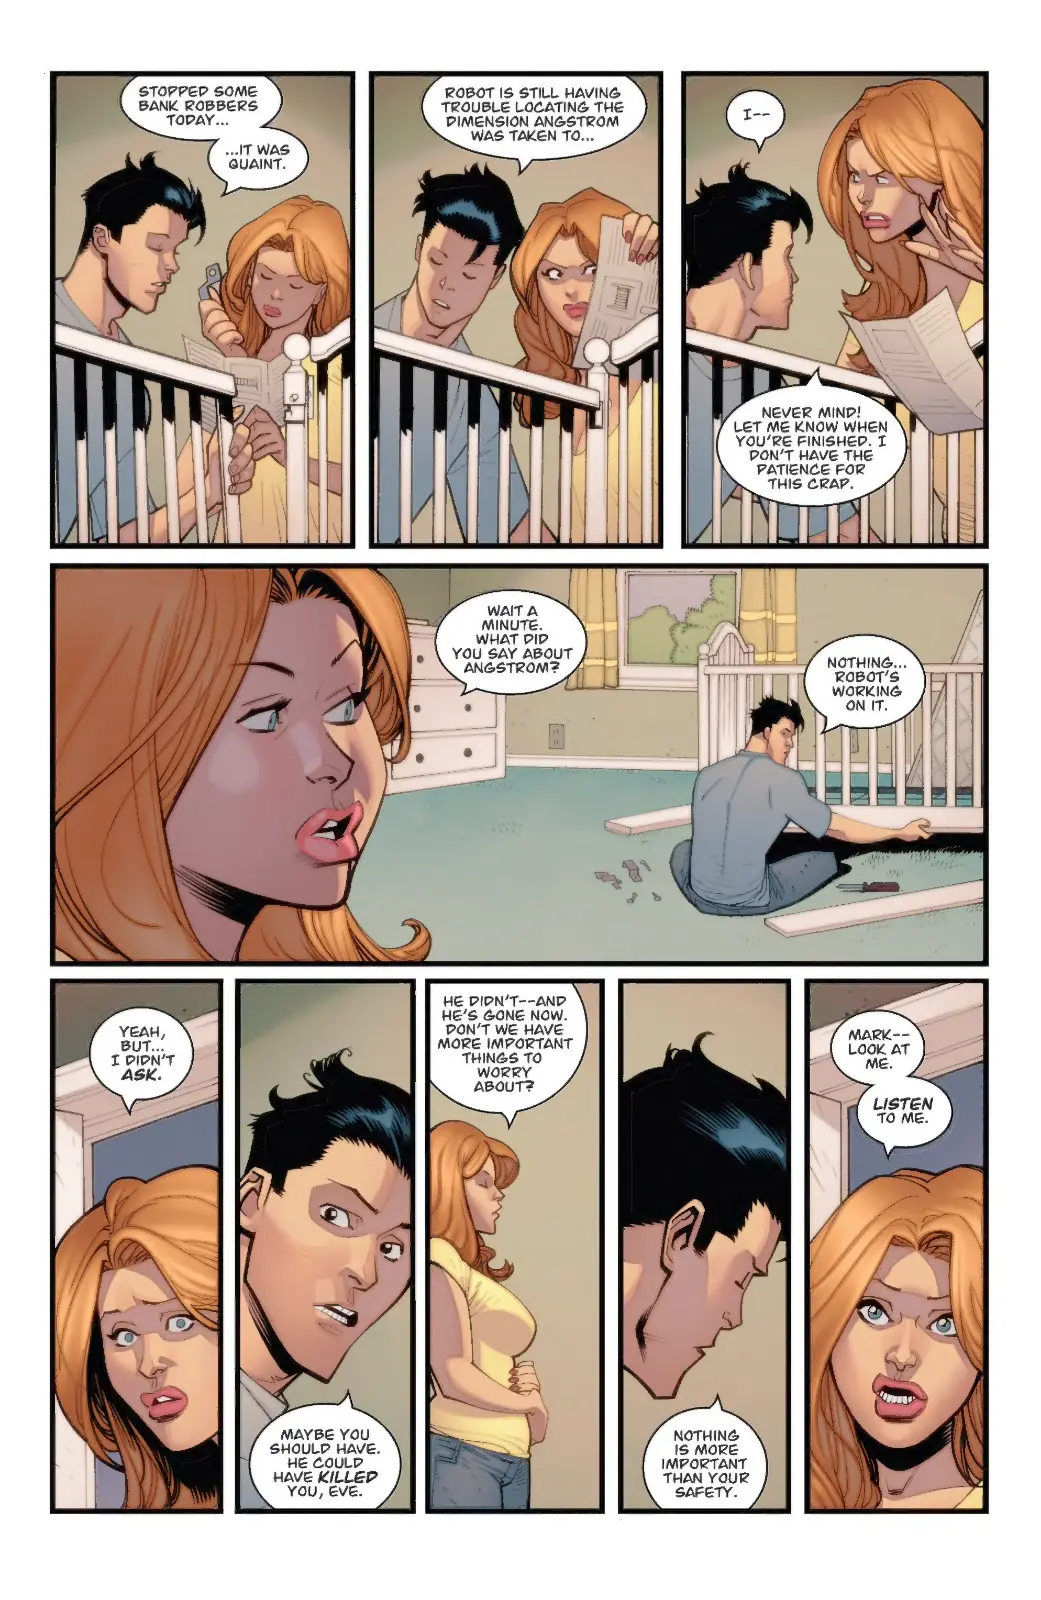 STOPPED SOME
BANK ROBBERS
TODAY...
...IT WAS
QUAINT.
ROBOT IS STILL HAVING
TROUBLE LOCATING THE
DIMENSION ANGSTROM
WAS TAKEN TO...
I--
NEVER MIND!
LET ME KNOW WHEN
YOU'RE FINISHED. I
DON'T HAVE THE
PATIENCE FOR
THIS CRAP.
WAIT A
MINUTE.
WHAT DID
YOU SAY ABOUT
ANGSTROM?
NOTHING...
ROBOT'S
WORKING
ON IT.
YEAH,
BUT...
I DIDN'T
ASK.
MAYBE YOU
SHOULD HAVE.
HE COULD
HAVE KILLED
YOU, EVE.
HE DIDN'T--AND
HE'S GONE NOW.
DON'T WE HAVE
MORE IMPORTANT
THINGS TO
WORRY
ABOUT?
NOTHING
IS MORE
IMPORTANT
THAN YOUR
SAFETY.
MARK--
LOOK AT
ME.
LISTEN
TO ME.